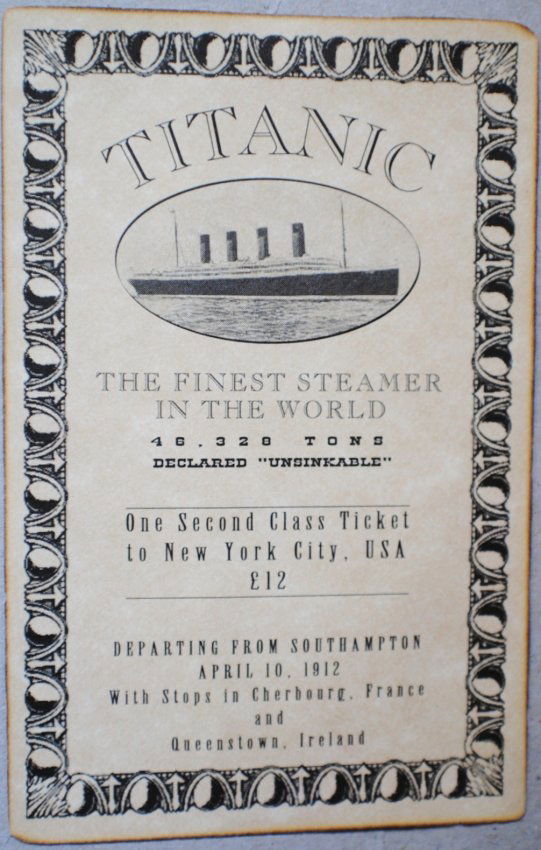 TITANIC
THE FINEST STEAMER
IN THE WORLD
46,328 TONS
DECLARED "UNSINKABLE"
One Second Class Ticket
to New York City, USA
£12
DEPARTING FROM SOUTHAMPTON
APRIL 10, 1912
With Stops in Cherbourg, France
and
Queenstown, Ireland